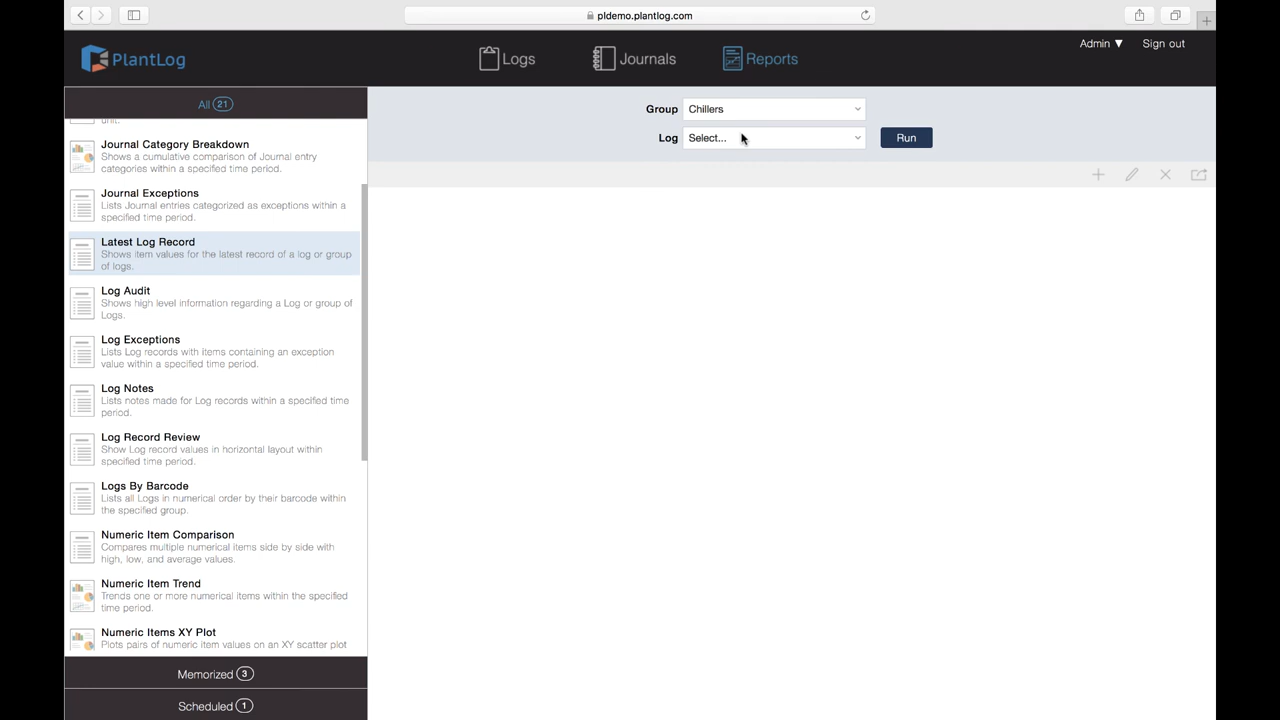 pldemo.plantlog.com
PlantLog
Logs
Journals
Reports
Admin ▼
Sign out
All 21
unit.
Journal Category Breakdown
Shows a cumulative comparison of Journal entry
categories within a specified time period.
Journal Exceptions
Lists Journal entries categorized as exceptions within a
specified time period.
Latest Log Record
Shows item values for the latest record of a log or group
of logs.
Log Audit
Shows high level information regarding a Log or group of
Logs.
Log Exceptions
Lists Log records with items containing an exception
value within a specified time period.
Log Notes
Lists notes made for Log records within a specified time
period.
Log Record Review
Show Log record values in horizontal layout within
specified time period.
Logs By Barcode
Lists all Logs in numerical order by their barcode within
the specified group.
Numeric Item Comparison
Compares multiple numerical items side by side with
high, low, and average values.
Numeric Item Trend
Trends one or more numerical items within the specified
time period.
Numeric Items XY Plot
Plots pairs of numeric item values on an XY scatter plot
Memorized 3
Scheduled 1
Group Chillers
Log Select... Run